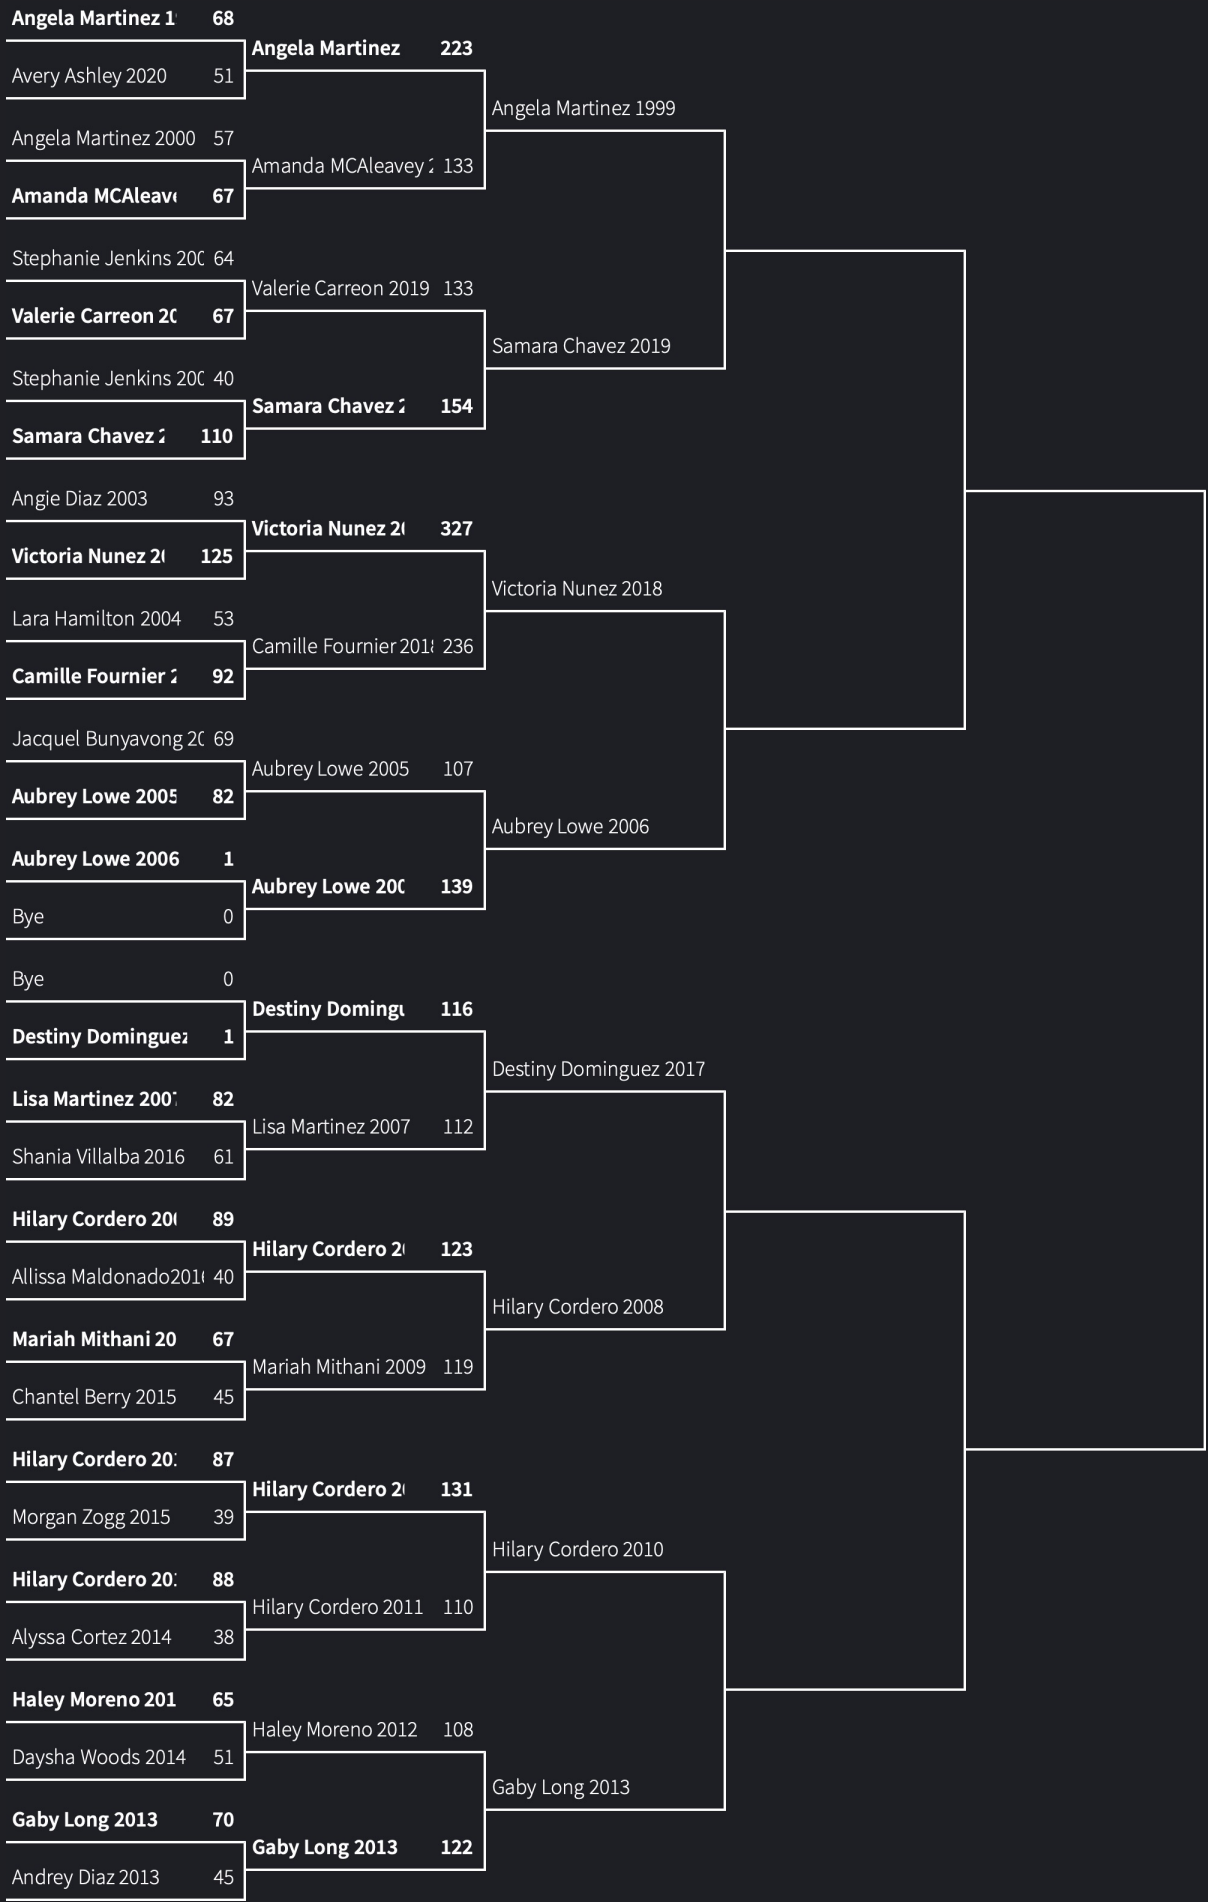 Angela Martinez 1 68
Avery Ashley 2020 51
Angela Martinez 2000 57
Amanda MCAleave 67
Stephanie Jenkins 200 64
Valerie Carreon 20 67
Stephanie Jenkins 200 40
Samara Chavez 2 110
Angie Diaz 2003 93
Victoria Nunez 20 125
Lara Hamilton 2004 53
Camille Fournier 2 92
Jacquel Bunyavong 20 69
Aubrey Lowe 2005 82
Aubrey Lowe 2006 1
Bye 0
Bye 0
Destiny Dominguez 1
Lisa Martinez 2007 82
Shania Villalba 2016 61
Hilary Cordero 200 89
Allissa Maldonado2016 40
Mariah Mithani 20 67
Chantel Berry 2015 45
Hilary Cordero 201 87
Morgan Zogg 2015 39
Hilary Cordero 201 88
Alyssa Cortez 2014 38
Haley Moreno 201 65
Daysha Woods 2014 51
Gaby Long 2013 70
Andrey Diaz 2013 45
Angela Martinez 223
Amanda MCAleavey 2 133
Valerie Carreon 2019 133
Samara Chavez 2 154
Victoria Nunez 20 327
Camille Fournier 2018 236
Aubrey Lowe 2005 107
Aubrey Lowe 200 139
Destiny Domingu 116
Lisa Martinez 2007 112
Hilary Cordero 20 123
Mariah Mithani 2009 119
Hilary Cordero 20 131
Hilary Cordero 2011 110
Haley Moreno 2012 108
Gaby Long 2013 122
Angela Martinez 1999
Samara Chavez 2019
Victoria Nunez 2018
Aubrey Lowe 2006
Destiny Dominguez 2017
Hilary Cordero 2008
Hilary Cordero 2010
Gaby Long 2013